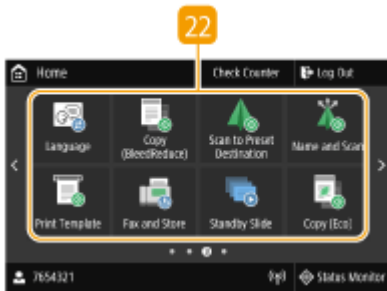 22
Home
Check Counter
Log Out
Language
Copy
(BleedReduce)
Scan to Preset
Destination
Name and Scan
Print Template
Fax and Store
Standby Slide
Copy (Eco)
7654321
Status Monitor